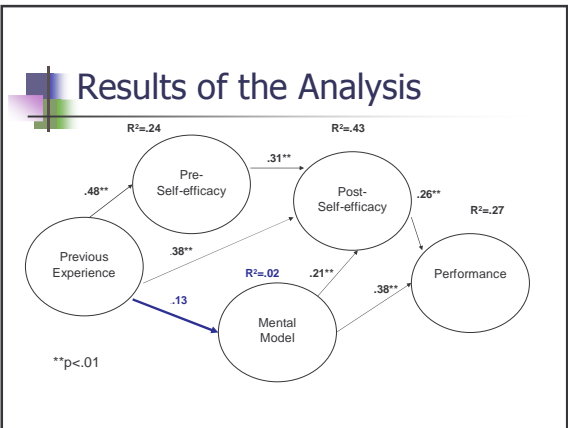 Results of the Analysis
R²=.24
R²=.43
.31**
Pre-
Self-efficacy
Post-
Self-efficacy
.48**
.26**
R²=.27
.38**
Previous
Experience
R²=.02
.21**
Performance
.38**
.13
Mental
Model
**p<.01